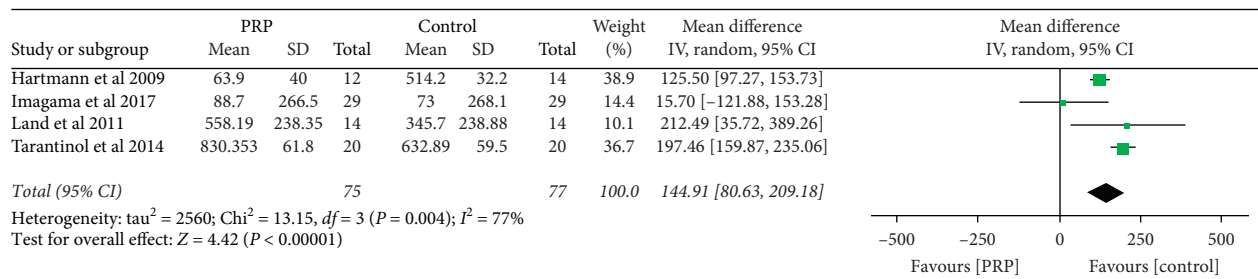 PRP Control Weight Mean difference Mean difference
Study or subgroup Mean SD Total Mean SD Total (%) IV, random, 95% CI IV, random, 95% CI
Hartmann et al 2009 63.9 40 12 514.2 32.2 14 38.9 125.50 [97.27, 153.73]
Imagama et al 2017 88.7 266.5 29 73 268.1 29 14.4 15.70 [−121.88, 153.28]
Land et al 2011 558.19 238.35 14 345.7 238.88 14 10.1 212.49 [35.72, 389.26]
Tarantinol et al 2014 830.353 61.8 20 632.89 59.5 20 36.7 197.46 [159.87, 235.06]
Total (95% CI) 75 77 100.0 144.91 [80.63, 209.18]
Heterogeneity: tau² = 2560; Chi² = 13.15, df = 3 (P = 0.004); I² = 77%
Test for overall effect: Z = 4.42 (P < 0.00001)
−500 −250 0 250 500
Favours [PRP] Favours [control]